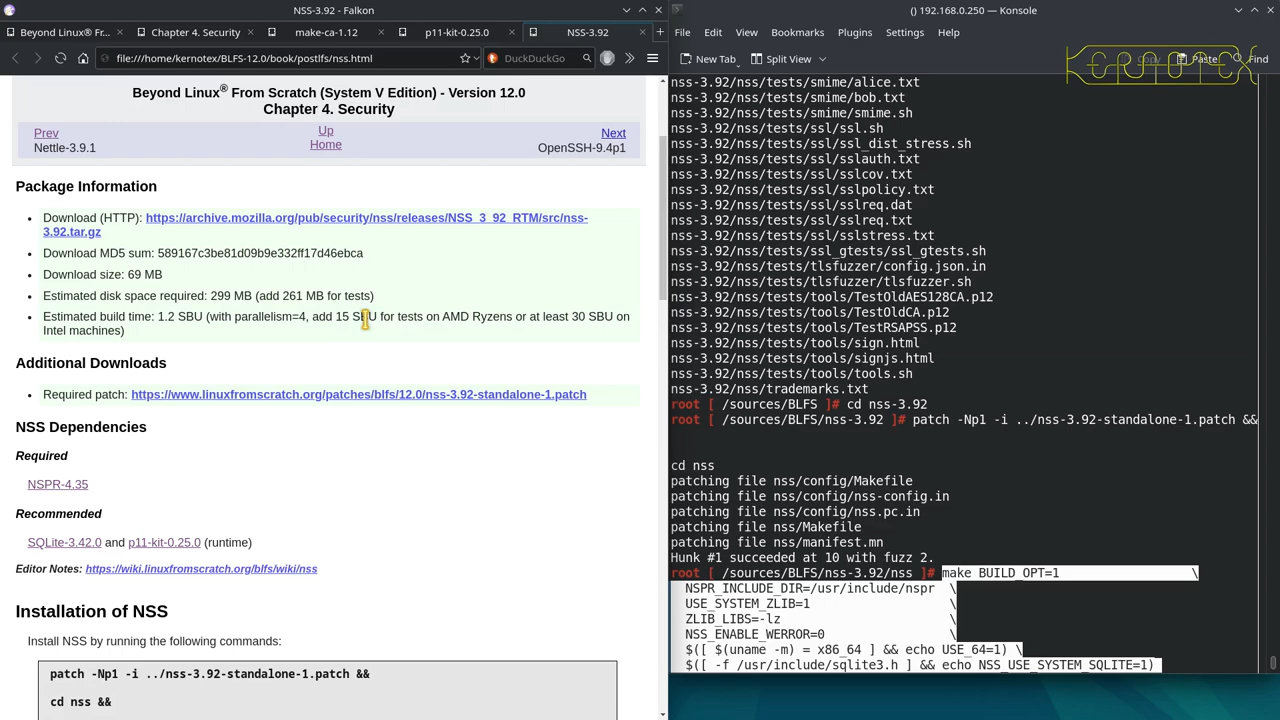 NSS-3.92 - Falkon
Beyond Linux® Fr...
Chapter 4. Security
make-ca-1.12
p11-kit-0.25.0
NSS-3.92
file:///home/kernotex/BLFS-12.0/book/postlfs/nss.html
DuckDuckGo
Beyond Linux® From Scratch (System V Edition) - Version 12.0
Chapter 4. Security
Prev Up Next
Nettle-3.9.1 Home OpenSSH-9.4p1
Package Information
• Download (HTTP): https://archive.mozilla.org/pub/security/nss/releases/NSS_3_92_RTM/src/nss-
3.92.tar.gz
• Download MD5 sum: 589167c3be81d09b9e332ff17d46ebca
• Download size: 69 MB
• Estimated disk space required: 299 MB (add 261 MB for tests)
• Estimated build time: 1.2 SBU (with parallelism=4, add 15 SBU for tests on AMD Ryzens or at least 30 SBU on
Intel machines)
Additional Downloads
• Required patch: https://www.linuxfromscratch.org/patches/blfs/12.0/nss-3.92-standalone-1.patch
NSS Dependencies
Required
NSPR-4.35
Recommended
SQLite-3.42.0 and p11-kit-0.25.0 (runtime)
Editor Notes: https://wiki.linuxfromscratch.org/blfs/wiki/nss
Installation of NSS
Install NSS by running the following commands:
patch -Np1 -i ../nss-3.92-standalone-1.patch &&
cd nss &&
() 192.168.0.250 — Konsole
File Edit View Bookmarks Plugins Settings Help
New Tab Split View Copy Paste Find
KERNOTEX
nss-3.92/nss/tests/smime/alice.txt
nss-3.92/nss/tests/smime/bob.txt
nss-3.92/nss/tests/smime/smime.sh
nss-3.92/nss/tests/ssl/ssl.sh
nss-3.92/nss/tests/ssl/ssl_dist_stress.sh
nss-3.92/nss/tests/ssl/sslauth.txt
nss-3.92/nss/tests/ssl/sslcov.txt
nss-3.92/nss/tests/ssl/sslpolicy.txt
nss-3.92/nss/tests/ssl/sslreq.dat
nss-3.92/nss/tests/ssl/sslreq.txt
nss-3.92/nss/tests/ssl/sslstress.txt
nss-3.92/nss/tests/ssl_gtests/ssl_gtests.sh
nss-3.92/nss/tests/tlsfuzzer/config.json.in
nss-3.92/nss/tests/tlsfuzzer/tlsfuzzer.sh
nss-3.92/nss/tests/tools/TestOldAES128CA.p12
nss-3.92/nss/tests/tools/TestOldCA.p12
nss-3.92/nss/tests/tools/TestRSAPSS.p12
nss-3.92/nss/tests/tools/sign.html
nss-3.92/nss/tests/tools/signjs.html
nss-3.92/nss/tests/tools/tools.sh
nss-3.92/nss/trademarks.txt
root [ /sources/BLFS ]# cd nss-3.92
root [ /sources/BLFS/nss-3.92 ]# patch -Np1 -i ../nss-3.92-standalone-1.patch &&
cd nss
patching file nss/config/Makefile
patching file nss/config/nss-config.in
patching file nss/config/nss.pc.in
patching file nss/Makefile
patching file nss/manifest.mn
Hunk #1 succeeded at 10 with fuzz 2.
root [ /sources/BLFS/nss-3.92/nss ]# make BUILD_OPT=1 \
NSPR_INCLUDE_DIR=/usr/include/nspr \
USE_SYSTEM_ZLIB=1 \
ZLIB_LIBS=-lz \
NSS_ENABLE_WERROR=0 \
$([ $(uname -m) = x86_64 ] && echo USE_64=1) \
$([ -f /usr/include/sqlite3.h ] && echo NSS_USE_SYSTEM_SQLITE=1)